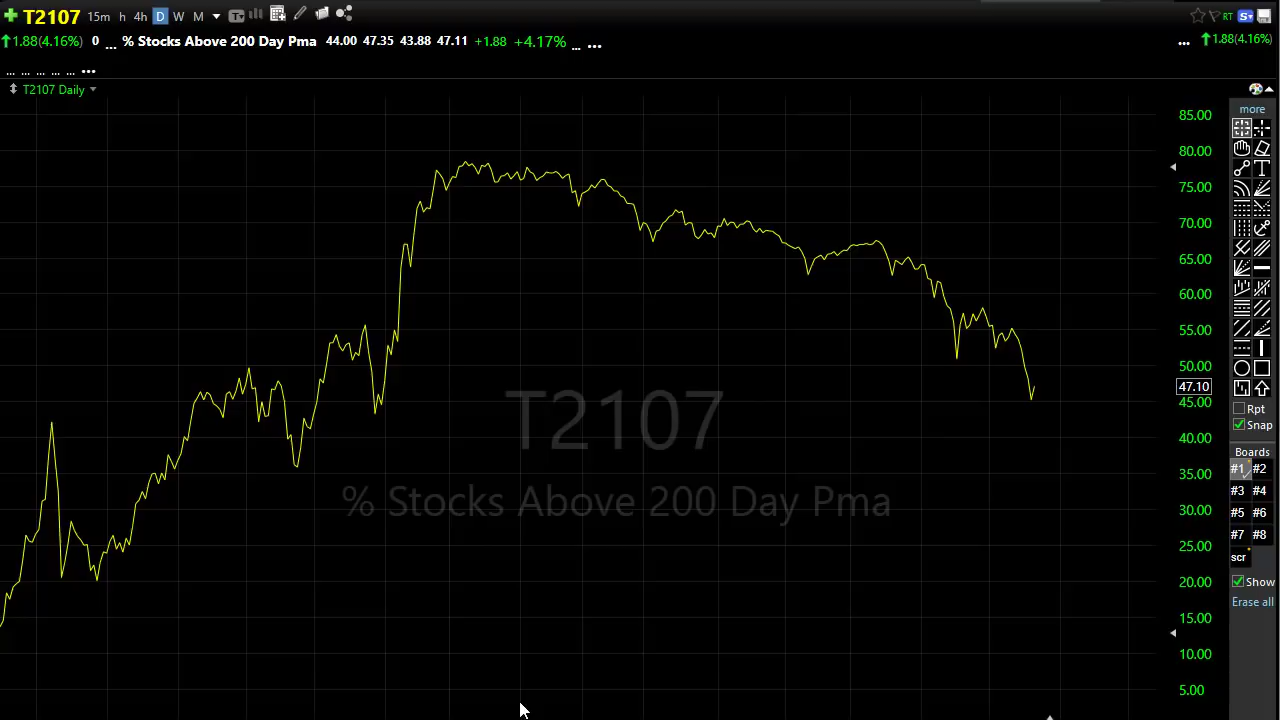 T2107 15m h 4h D W M RT S
1.88(4.16%) 0 ... % Stocks Above 200 Day Pma 44.00 47.35 43.88 47.11 +1.88 +4.17% ... ... ... 1.88(4.16%)
... ... ... ... ... ...
T2107 Daily
more
85.00
80.00
75.00
70.00
65.00
60.00
55.00
50.00
47.10
45.00
40.00
35.00
30.00
25.00
20.00
15.00
10.00
5.00
T2107
% Stocks Above 200 Day Pma
Rpt
Snap
Boards
#1 #2
#3 #4
#5 #6
#7 #8
scr
Show
Erase all